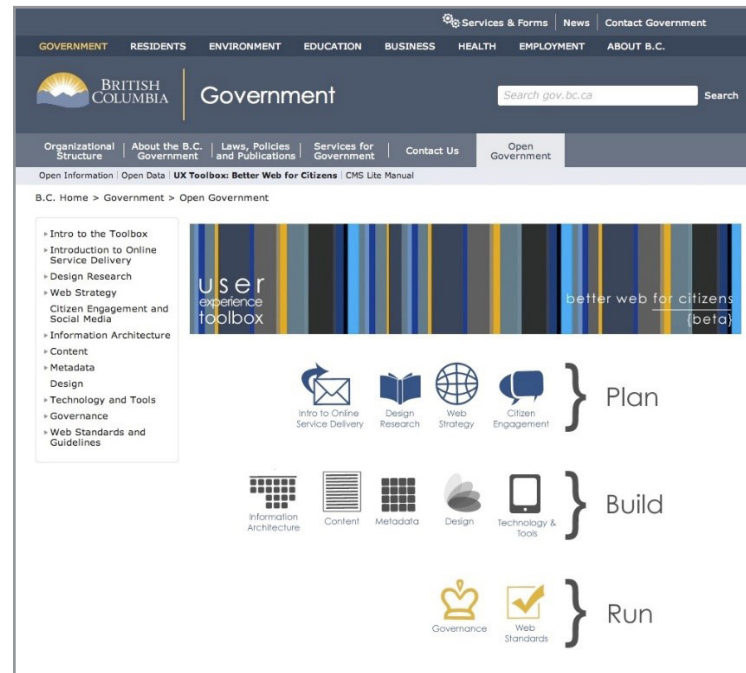 Services & Forms News Contact Government
GOVERNMENT RESIDENTS ENVIRONMENT EDUCATION BUSINESS HEALTH EMPLOYMENT ABOUT B.C.
BRITISH
COLUMBIA
Government
Search gov.bc.ca
Search
Organizational
Structure
About the B.C.
Government
Laws, Policies
and Publications
Services for
Government
Contact Us
Open
Government
Open Information Open Data UX Toolbox: Better Web for Citizens CMS Lite Manual
B.C. Home > Government > Open Government
Intro to the Toolbox
Introduction to Online
Service Delivery
Design Research
Web Strategy
Citizen Engagement and
Social Media
Information Architecture
Content
Metadata
Design
Technology and Tools
Governance
Web Standards and
Guidelines
user
experience
toolbox
better web for citizens
{beta}
Intro to Online
Service Delivery
Design
Research
Web
Strategy
Citizen
Engagement
} Plan
Information
Architecture
Content
Metadata
Design
Technology &
Tools
} Build
Governance
Web
Standards
} Run